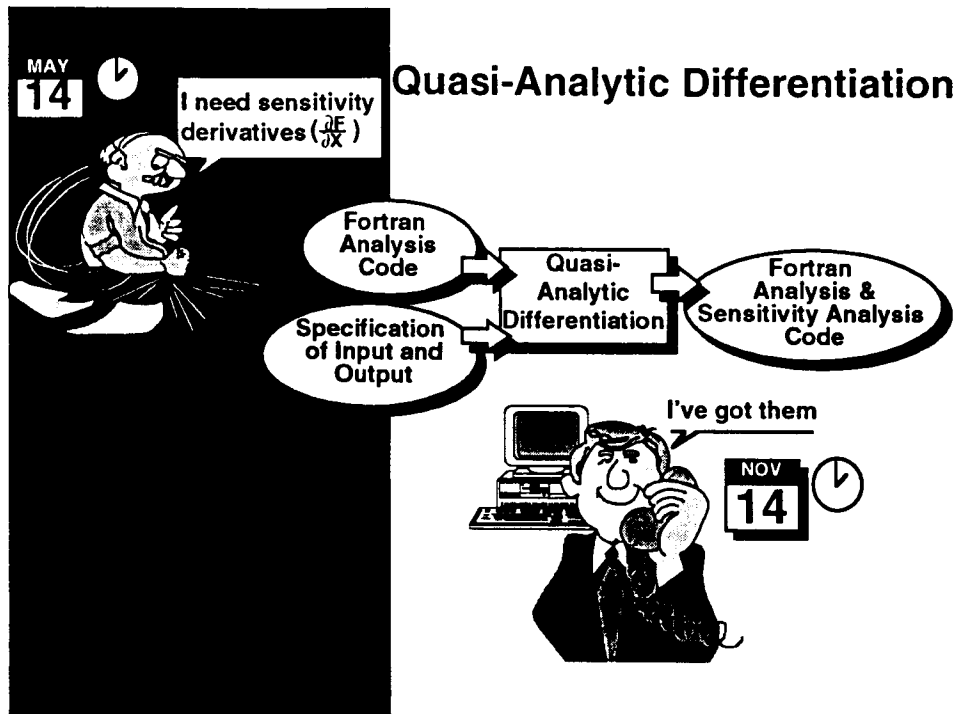 MAY
14
Quasi-Analytic Differentiation
I need sensitivity
derivatives (∂F/∂X)
Fortran
Analysis
Code
Specification
of Input and
Output
Quasi-
Analytic
Differentiation
Fortran
Analysis &
Sensitivity Analysis
Code
I've got them
NOV
14